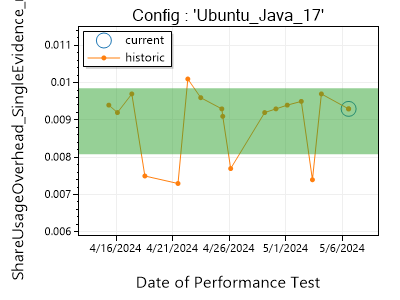 Config : 'Ubuntu_Java_17'
current
historic
0.011
0.01
0.009
0.008
0.007
0.006
ShareUsageOverhead_SingleEvidence_
4/16/2024
4/21/2024
4/26/2024
5/1/2024
5/6/2024
Date of Performance Test